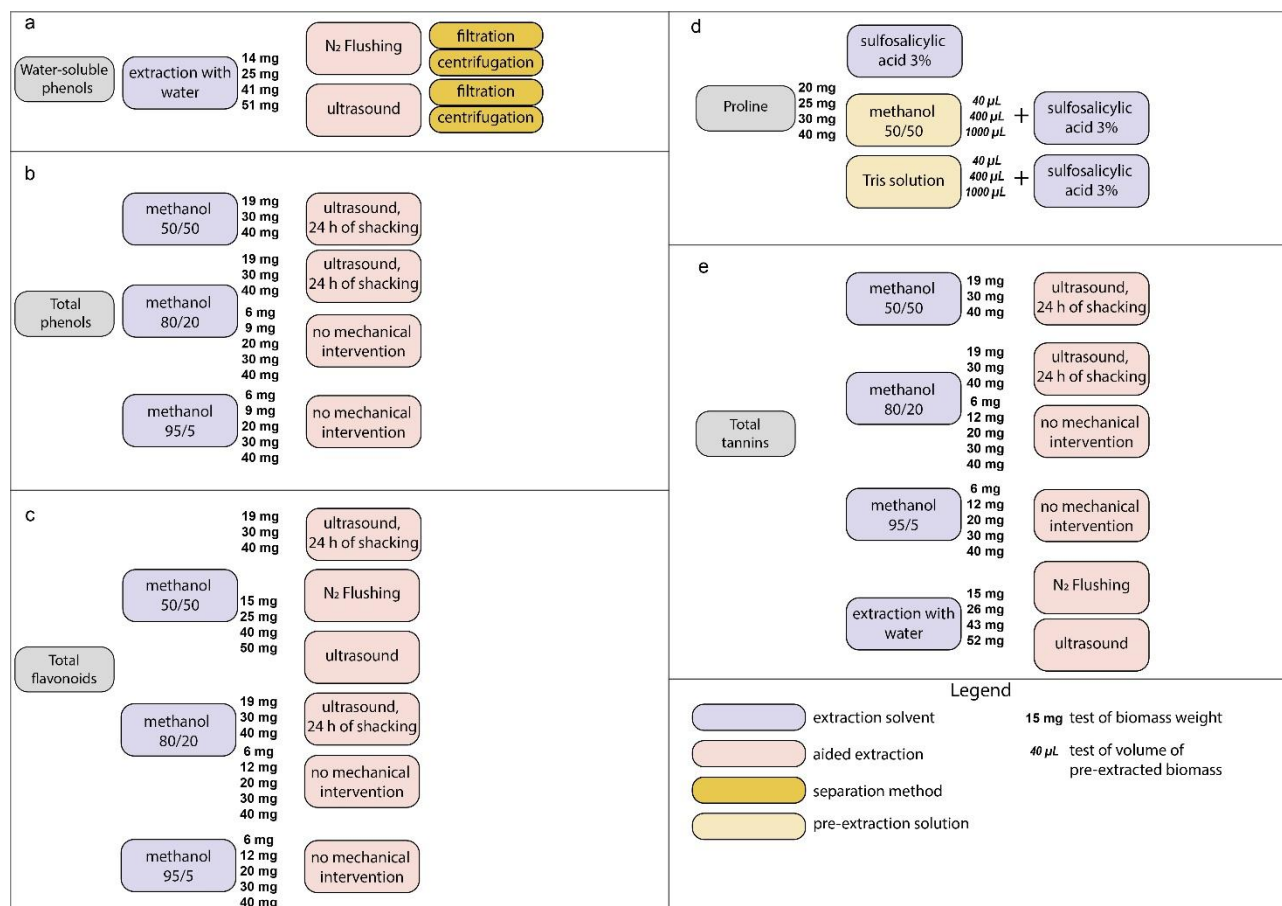 a
Water-soluble
phenols
extraction with
water
14 mg
25 mg
41 mg
51 mg
N₂ Flushing
filtration
centrifugation
ultrasound
filtration
centrifugation
b
Total
phenols
methanol
50/50
19 mg
30 mg
40 mg
ultrasound,
24 h of shacking
methanol
80/20
19 mg
30 mg
40 mg
ultrasound,
24 h of shacking
6 mg
9 mg
20 mg
30 mg
40 mg
no mechanical
intervention
methanol
95/5
6 mg
9 mg
20 mg
30 mg
40 mg
no mechanical
intervention
c
Total
flavonoids
methanol
50/50
19 mg
30 mg
40 mg
ultrasound,
24 h of shacking
15 mg
25 mg
40 mg
50 mg
N₂ Flushing
ultrasound
methanol
80/20
19 mg
30 mg
40 mg
ultrasound,
24 h of shacking
6 mg
12 mg
20 mg
30 mg
40 mg
no mechanical
intervention
methanol
95/5
6 mg
12 mg
20 mg
30 mg
40 mg
no mechanical
intervention
d
Proline
20 mg
25 mg
30 mg
40 mg
sulfosalicylic
acid 3%
methanol
50/50
40 µL
400 µL
1000 µL
+
sulfosalicylic
acid 3%
Tris solution
40 µL
400 µL
1000 µL
+
sulfosalicylic
acid 3%
e
Total
tannins
methanol
50/50
19 mg
30 mg
40 mg
ultrasound,
24 h of shacking
methanol
80/20
19 mg
30 mg
40 mg
ultrasound,
24 h of shacking
6 mg
12 mg
20 mg
30 mg
40 mg
no mechanical
intervention
methanol
95/5
6 mg
12 mg
20 mg
30 mg
40 mg
no mechanical
intervention
extraction with
water
15 mg
26 mg
43 mg
52 mg
N₂ Flushing
ultrasound
Legend
extraction solvent
aided extraction
separation method
pre-extraction solution
15 mg test of biomass weight
40 µL test of volume of
pre-extracted biomass